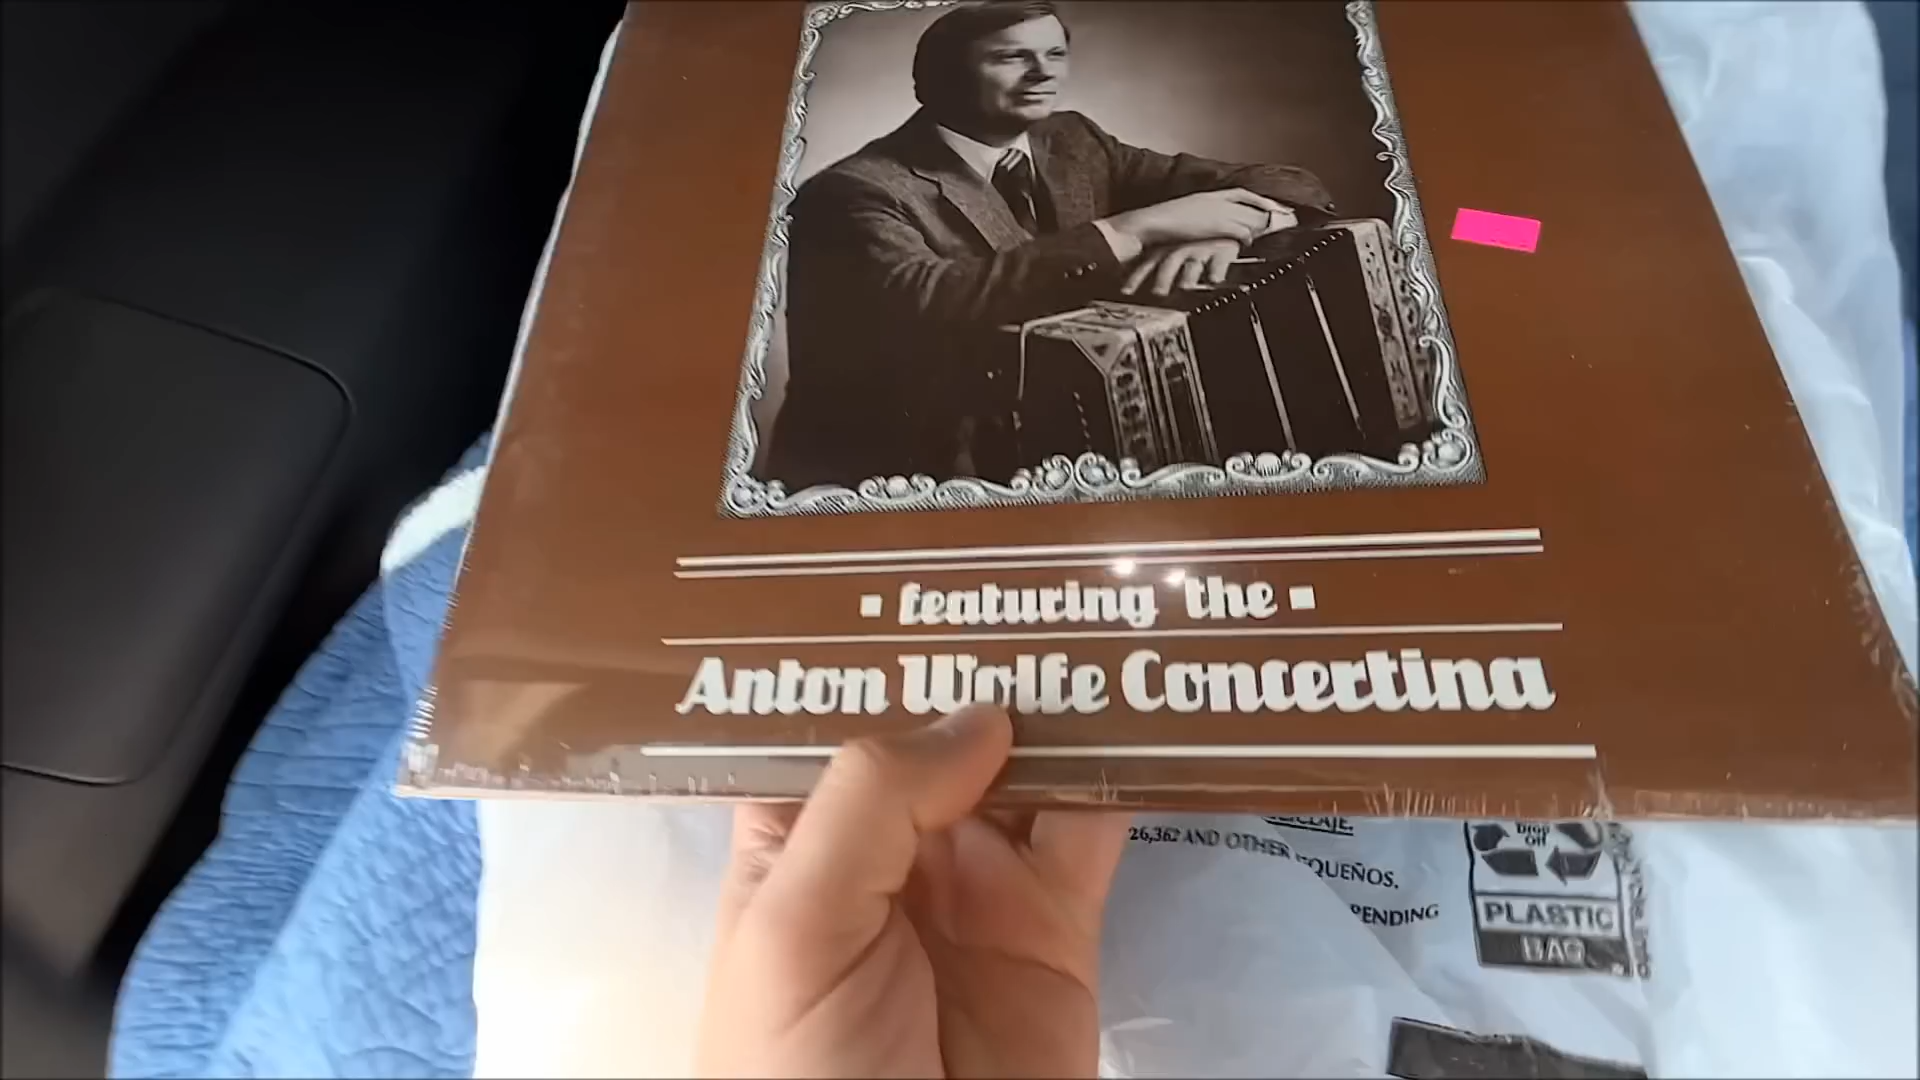 ▪ featuring the ▪
Anton Wolfe Concertina
26,362 AND OTHER
PEQUEÑOS.
PENDING
PLASTIC
BAG